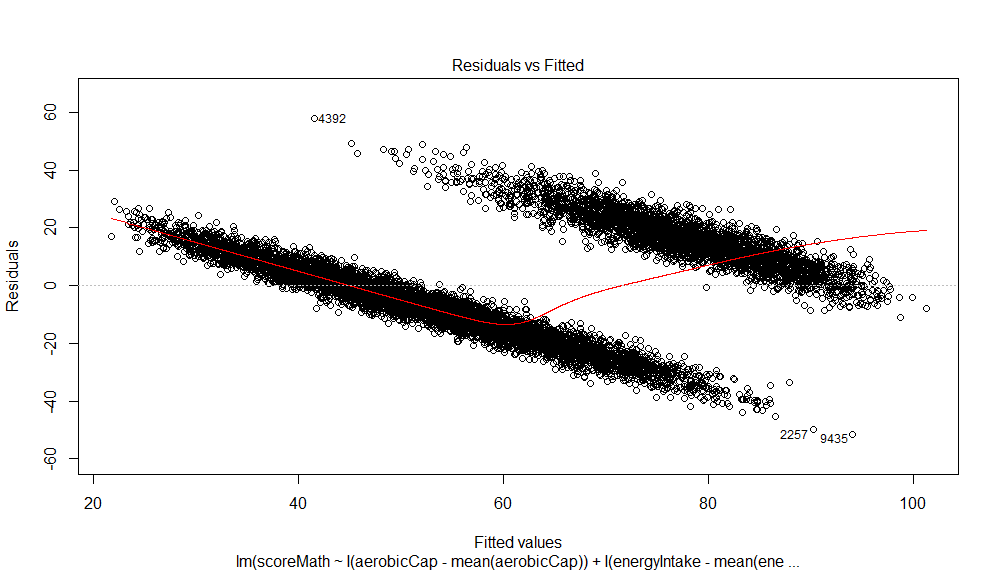 Residuals vs Fitted
Residuals
60
40
20
0
-20
-40
-60
4392
2257
9435
20 40 60 80 100
Fitted values
lm(scoreMath ~ I(aerobicCap - mean(aerobicCap)) + I(energyIntake - mean(ene ...